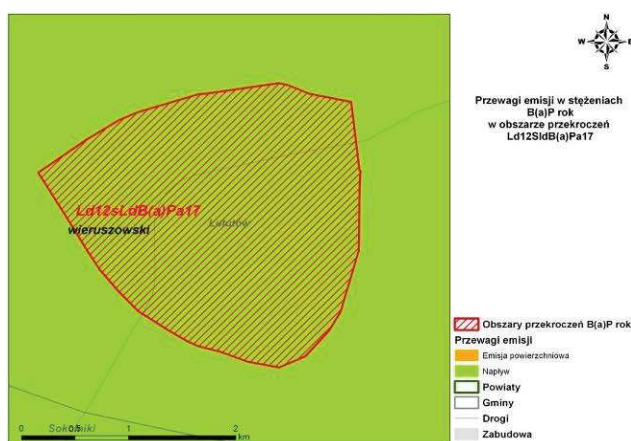 N
W E
S
Przewagi emisji w stężeniach
B(a)P rok
w obszarze przekroczeń
Ld12SldB(a)Pa17
Ld12sLdB(a)Pa17
wieruszowski
Lututów
Sokolniki
0 0.5 1 2
km
Obszary przekroczeń B(a)P rok
Przewagi emisji
Emisja powierzchniowa
Napływ
Powiaty
Gminy
Drogi
Zabudowa